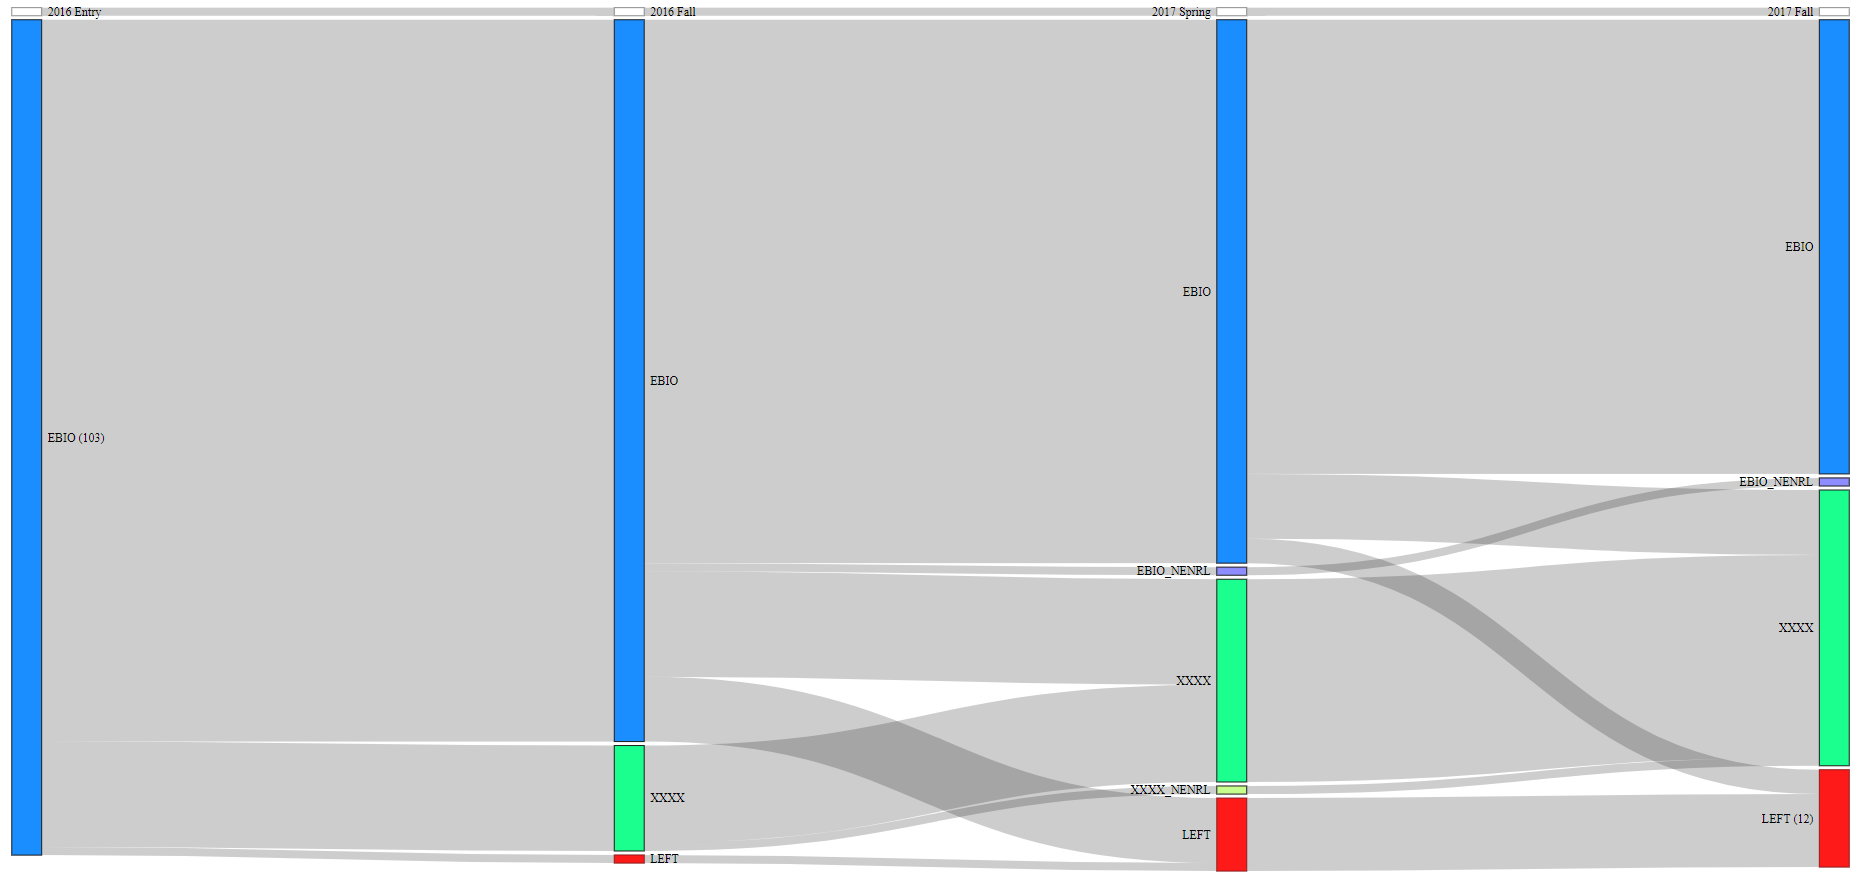 2016 Entry
2016 Fall
2017 Spring
2017 Fall
EBIO (103)
EBIO
XXXX
LEFT
EBIO
EBIO_NENRL
XXXX
XXXX_NENRL
LEFT
EBIO
EBIO_NENRL
XXXX
LEFT (12)